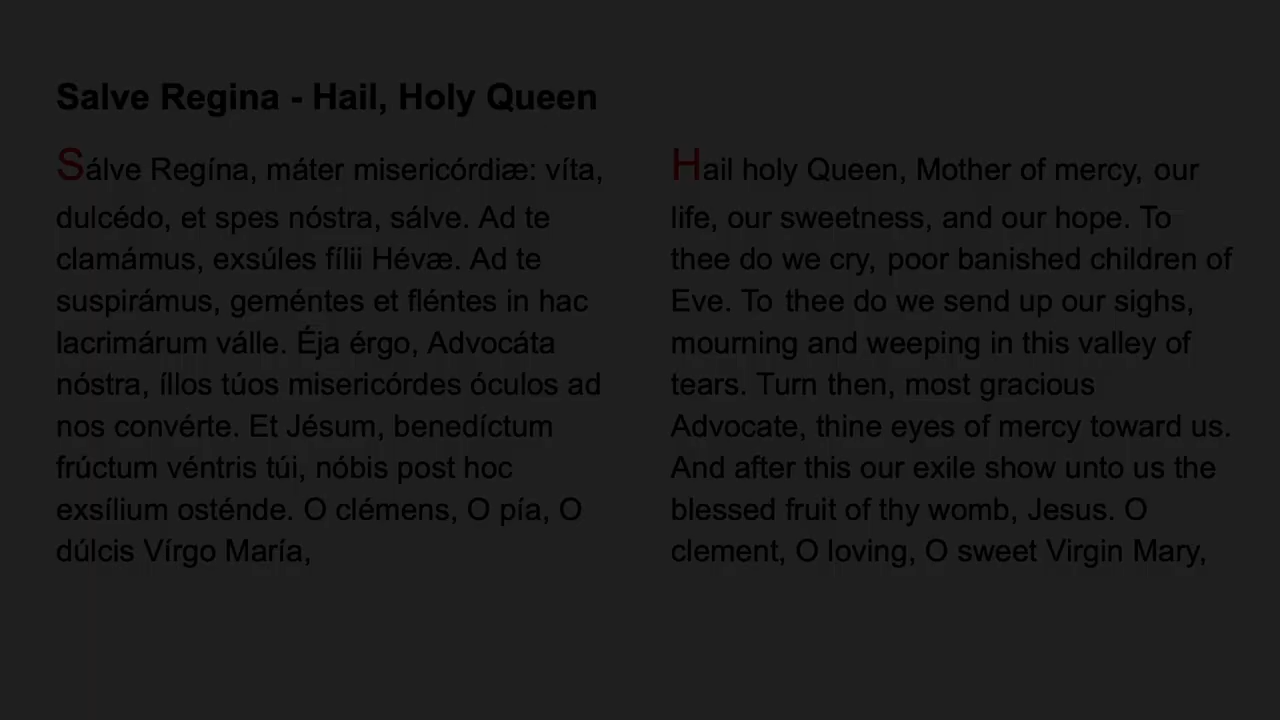 Salve Regina - Hail, Holy Queen
Sálve Regína, máter misericórdiæ: víta,
dulcédo, et spes nóstra, sálve. Ad te
clamámus, exsúles fílii Hévæ. Ad te
suspirámus, geméntes et fléntes in hac
lacrimárum válle. Éja érgo, Advocáta
nóstra, íllos túos misericórdes óculos ad
nos convérte. Et Jésum, benedíctum
frúctum véntris túi, nóbis post hoc
exsílium osténde. O clémens, O pía, O
dúlcis Vírgo María,
Hail holy Queen, Mother of mercy, our
life, our sweetness, and our hope. To
thee do we cry, poor banished children of
Eve. To thee do we send up our sighs,
mourning and weeping in this valley of
tears. Turn then, most gracious
Advocate, thine eyes of mercy toward us.
And after this our exile show unto us the
blessed fruit of thy womb, Jesus. O
clement, O loving, O sweet Virgin Mary,